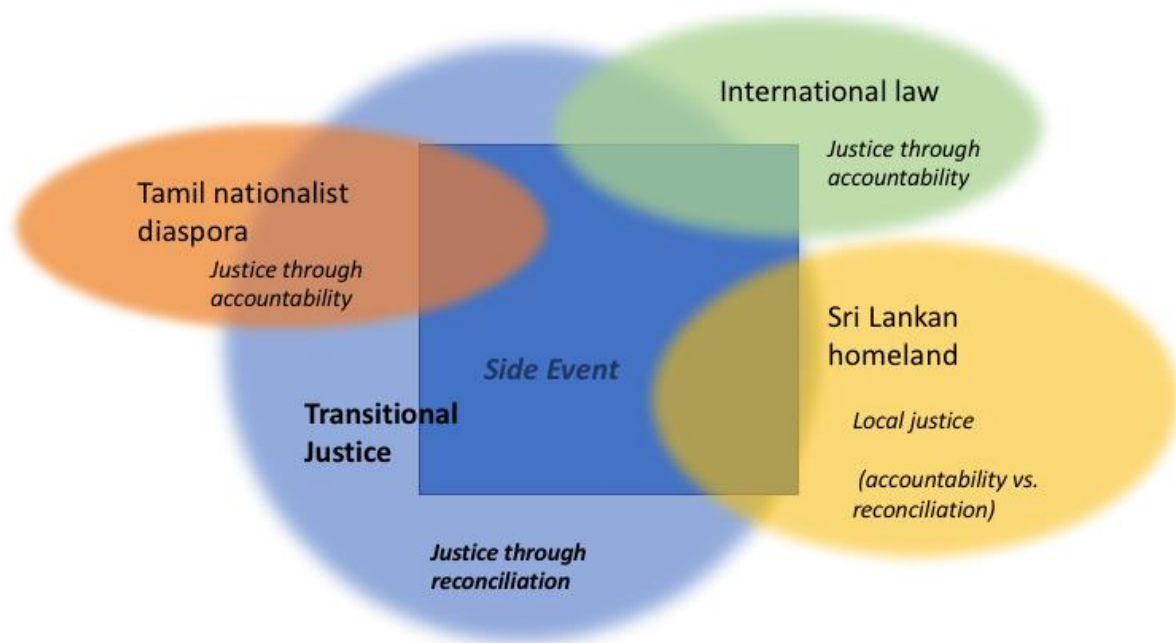 International law
Justice through
accountability
Tamil nationalist
diaspora
Justice through
accountability
Sri Lankan
homeland
Local justice
(accountability vs.
reconciliation)
Side Event
Transitional
Justice
Justice through
reconciliation